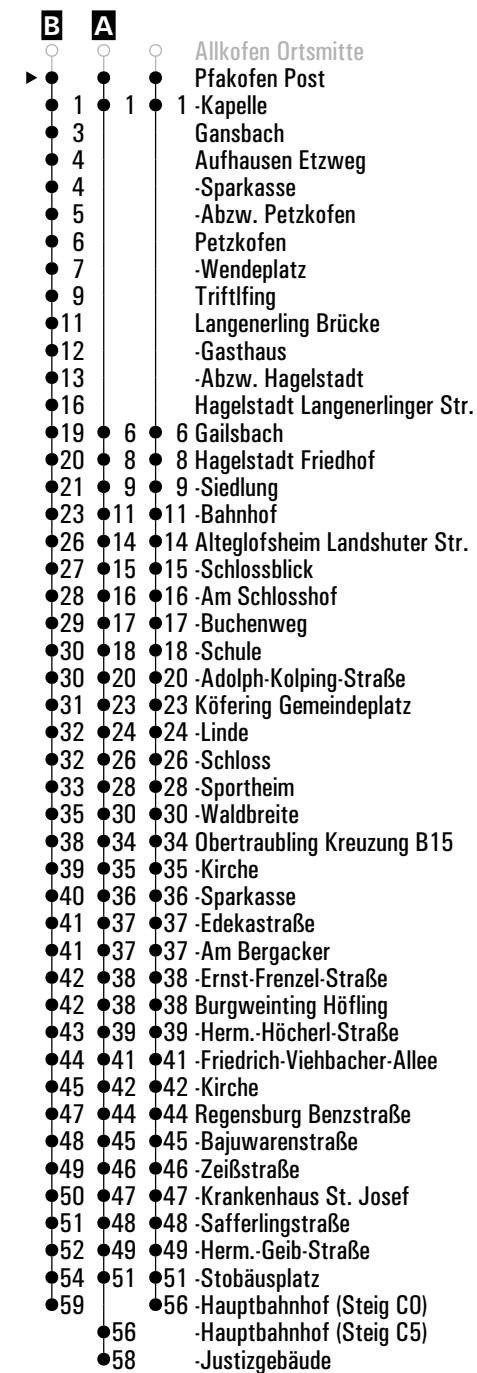 B A
Allkofen Ortsmitte
Pfakofen Post
1 1 1 -Kapelle
3 Gansbach
4 Aufhausen Etzweg
4 -Sparkasse
5 -Abzw. Petzkofen
6 Petzkofen
7 -Wendeplatz
9 Triftlfing
11 Langenerling Brücke
12 -Gasthaus
13 -Abzw. Hagelstadt
16 Hagelstadt Langenerlinger Str.
19 6 6 Gailsbach
20 8 8 Hagelstadt Friedhof
21 9 9 -Siedlung
23 11 11 -Bahnhof
26 14 14 Alteglofsheim Landshuter Str.
27 15 15 -Schlossblick
28 16 16 -Am Schlosshof
29 17 17 -Buchenweg
30 18 18 -Schule
30 20 20 -Adolph-Kolping-Straße
31 23 23 Köfering Gemeindeplatz
32 24 24 -Linde
32 26 26 -Schloss
33 28 28 -Sportheim
35 30 30 -Waldbreite
38 34 34 Obertraubling Kreuzung B15
39 35 35 -Kirche
40 36 36 -Sparkasse
41 37 37 -Edekastraße
41 37 37 -Am Bergacker
42 38 38 -Ernst-Frenzel-Straße
42 38 38 Burgweinting Höfling
43 39 39 -Herm.-Höcherl-Straße
44 41 41 -Friedrich-Viehbacher-Allee
45 42 42 -Kirche
47 44 44 Regensburg Benzstraße
48 45 45 -Bajuwarenstraße
49 46 46 -Zeißstraße
50 47 47 -Krankenhaus St. Josef
51 48 48 -Safferlingstraße
52 49 49 -Herm.-Geib-Straße
54 51 51 -Stobäusplatz
59 56 -Hauptbahnhof (Steig C0)
56 -Hauptbahnhof (Steig C5)
58 -Justizgebäude